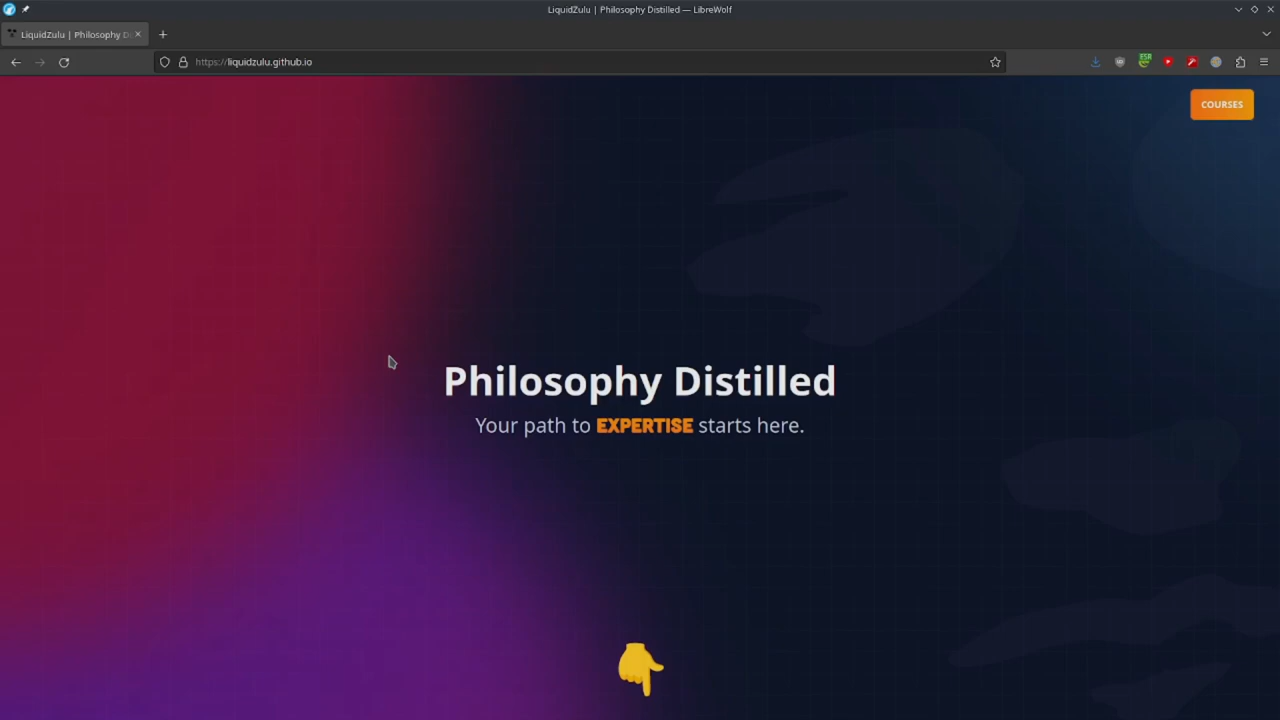 LiquidZulu | Philosophy Distilled — LibreWolf
LiquidZulu | Philosophy D
https://liquidzulu.github.io
ESR
COURSES
Philosophy Distilled
Your path to EXPERTISE starts here.